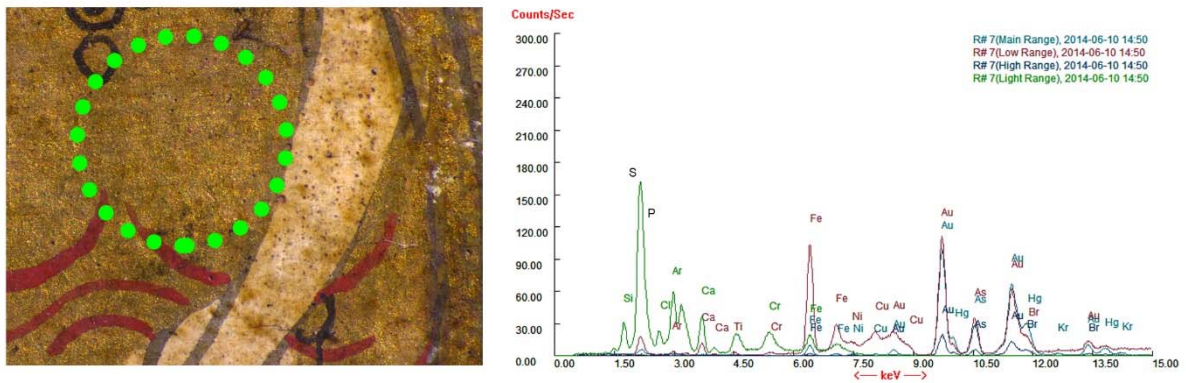 Counts/Sec
300.00
270.00
240.00
210.00
180.00
150.00
120.00
90.00
60.00
30.00
0.00
R# 7(Main Range), 2014-06-10 14:50
R# 7(Low Range), 2014-06-10 14:50
R# 7(High Range), 2014-06-10 14:50
R# 7(Light Range), 2014-06-10 14:50
S
P
Si
Cl
Ar
Ar
Ca
Ca
Ca
Ti
Cr
Cr
Fe
Fe
Fe
Fe
Fe
Fe
Ni
Ni
Cu
Cu
Au
Au
Cu
Au
Au
Au
Hg
As
As
As
Au
Au
Au
Hg
Br
Br
Kr
Au
Br
Hg
Kr
1.50
3.00
4.50
6.00
7.50
9.00
10.50
12.00
13.50
15.00
<-- keV -->